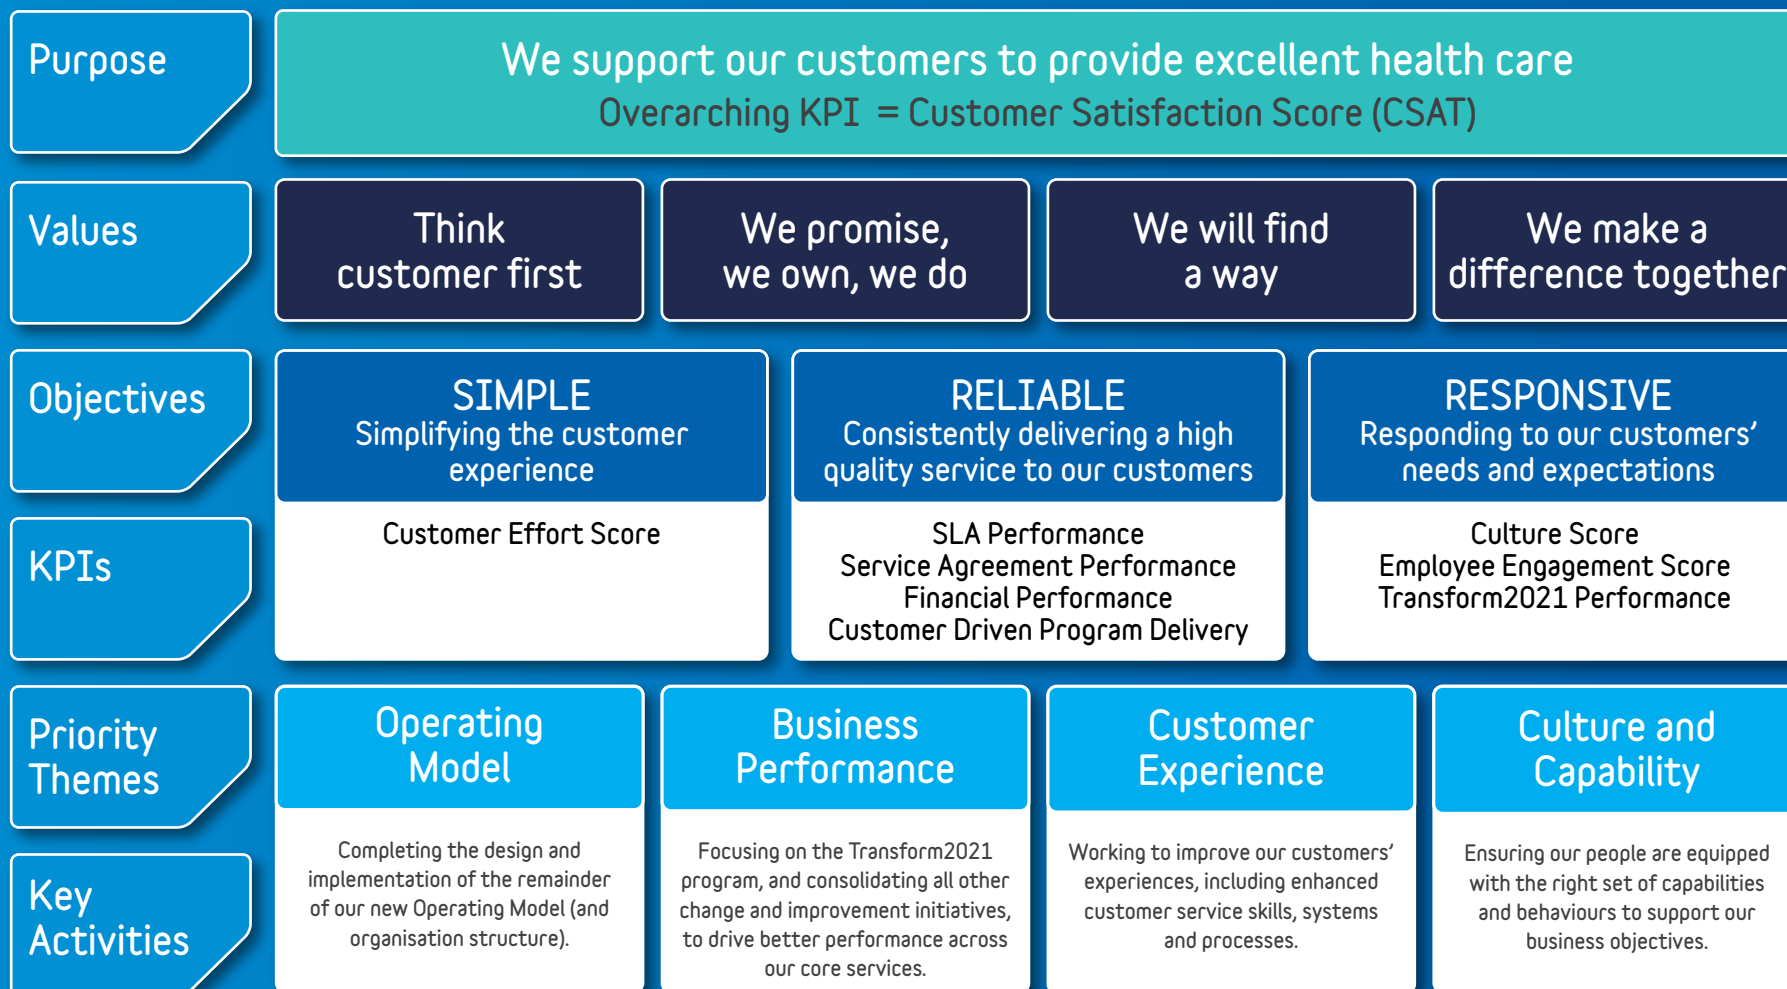 Purpose
We support our customers to provide excellent health care
Overarching KPI = Customer Satisfaction Score (CSAT)
Values
Think
customer first
We promise,
we own, we do
We will find
a way
We make a
difference together
Objectives
SIMPLE
Simplifying the customer
experience
RELIABLE
Consistently delivering a high
quality service to our customers
RESPONSIVE
Responding to our customers’
needs and expectations
KPIs
Customer Effort Score
SLA Performance
Service Agreement Performance
Financial Performance
Customer Driven Program Delivery
Culture Score
Employee Engagement Score
Transform2021 Performance
Priority
Themes
Operating
Model
Business
Performance
Customer
Experience
Culture and
Capability
Key
Activities
Completing the design and
implementation of the remainder
of our new Operating Model (and
organisation structure).
Focusing on the Transform2021
program, and consolidating all other
change and improvement initiatives,
to drive better performance across
our core services.
Working to improve our customers’
experiences, including enhanced
customer service skills, systems
and processes.
Ensuring our people are equipped
with the right set of capabilities
and behaviours to support our
business objectives.